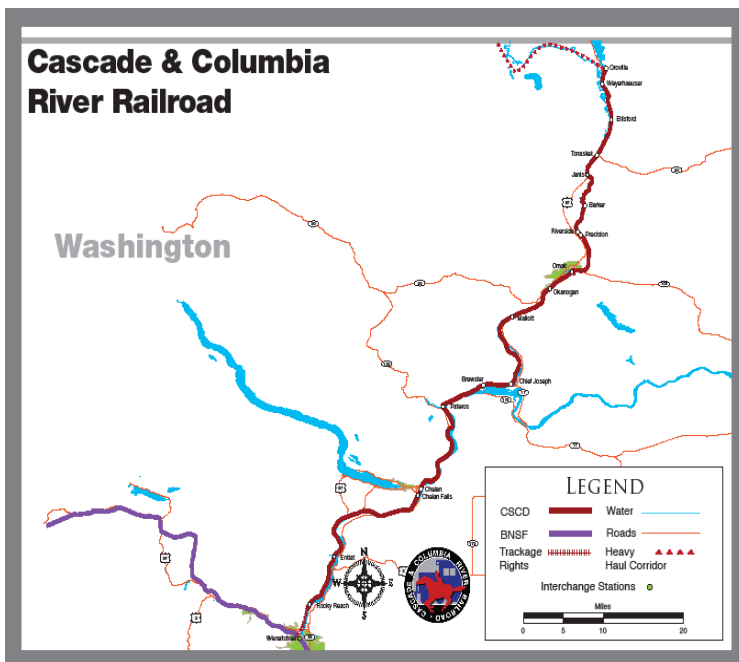 Cascade & Columbia
River Railroad
Washington
Oroville
Weyerhaeuser
Ellisford
Tonasket
Janis
Barker
Riverside
Precision
Omak
Okanogan
Malott
Brewster
Chief Joseph
17
Pateros
Chelan
Chelan Falls
Entiat
Rocky Reach
Wenatchee
N
W
E
S
CASCADE & COLUMBIA RIVER
RAILROAD
LEGEND
CSCD
Water
BNSF
Roads
Trackage
Rights
Heavy
Haul Corridor
Interchange Stations
Miles
0
5
10
20